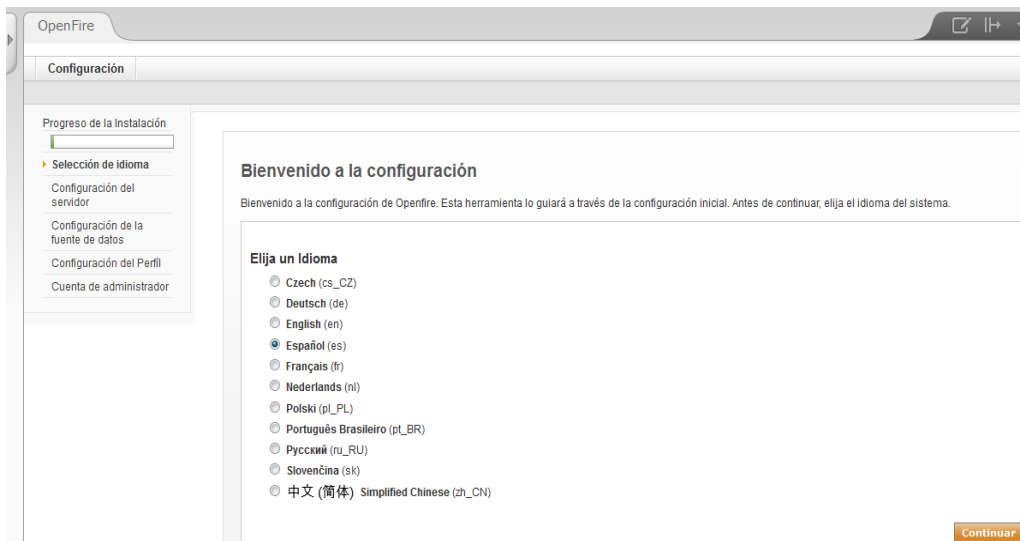 OpenFire
Configuración
Progreso de la Instalación
Selección de idioma
Configuración del
servidor
Configuración de la
fuente de datos
Configuración del Perfíl
Cuenta de administrador
Bienvenido a la configuración
Bienvenido a la configuración de Openfire. Esta herramienta lo guiará a través de la configuración inicial. Antes de continuar, elija el idioma del sistema.
Elija un Idioma
Czech (cs_CZ)
Deutsch (de)
English (en)
Español (es)
Français (fr)
Nederlands (nl)
Polski (pl_PL)
Português Brasileiro (pt_BR)
Русский (ru_RU)
Slovenčina (sk)
中文 (简体) Simplified Chinese (zh_CN)
Continuar